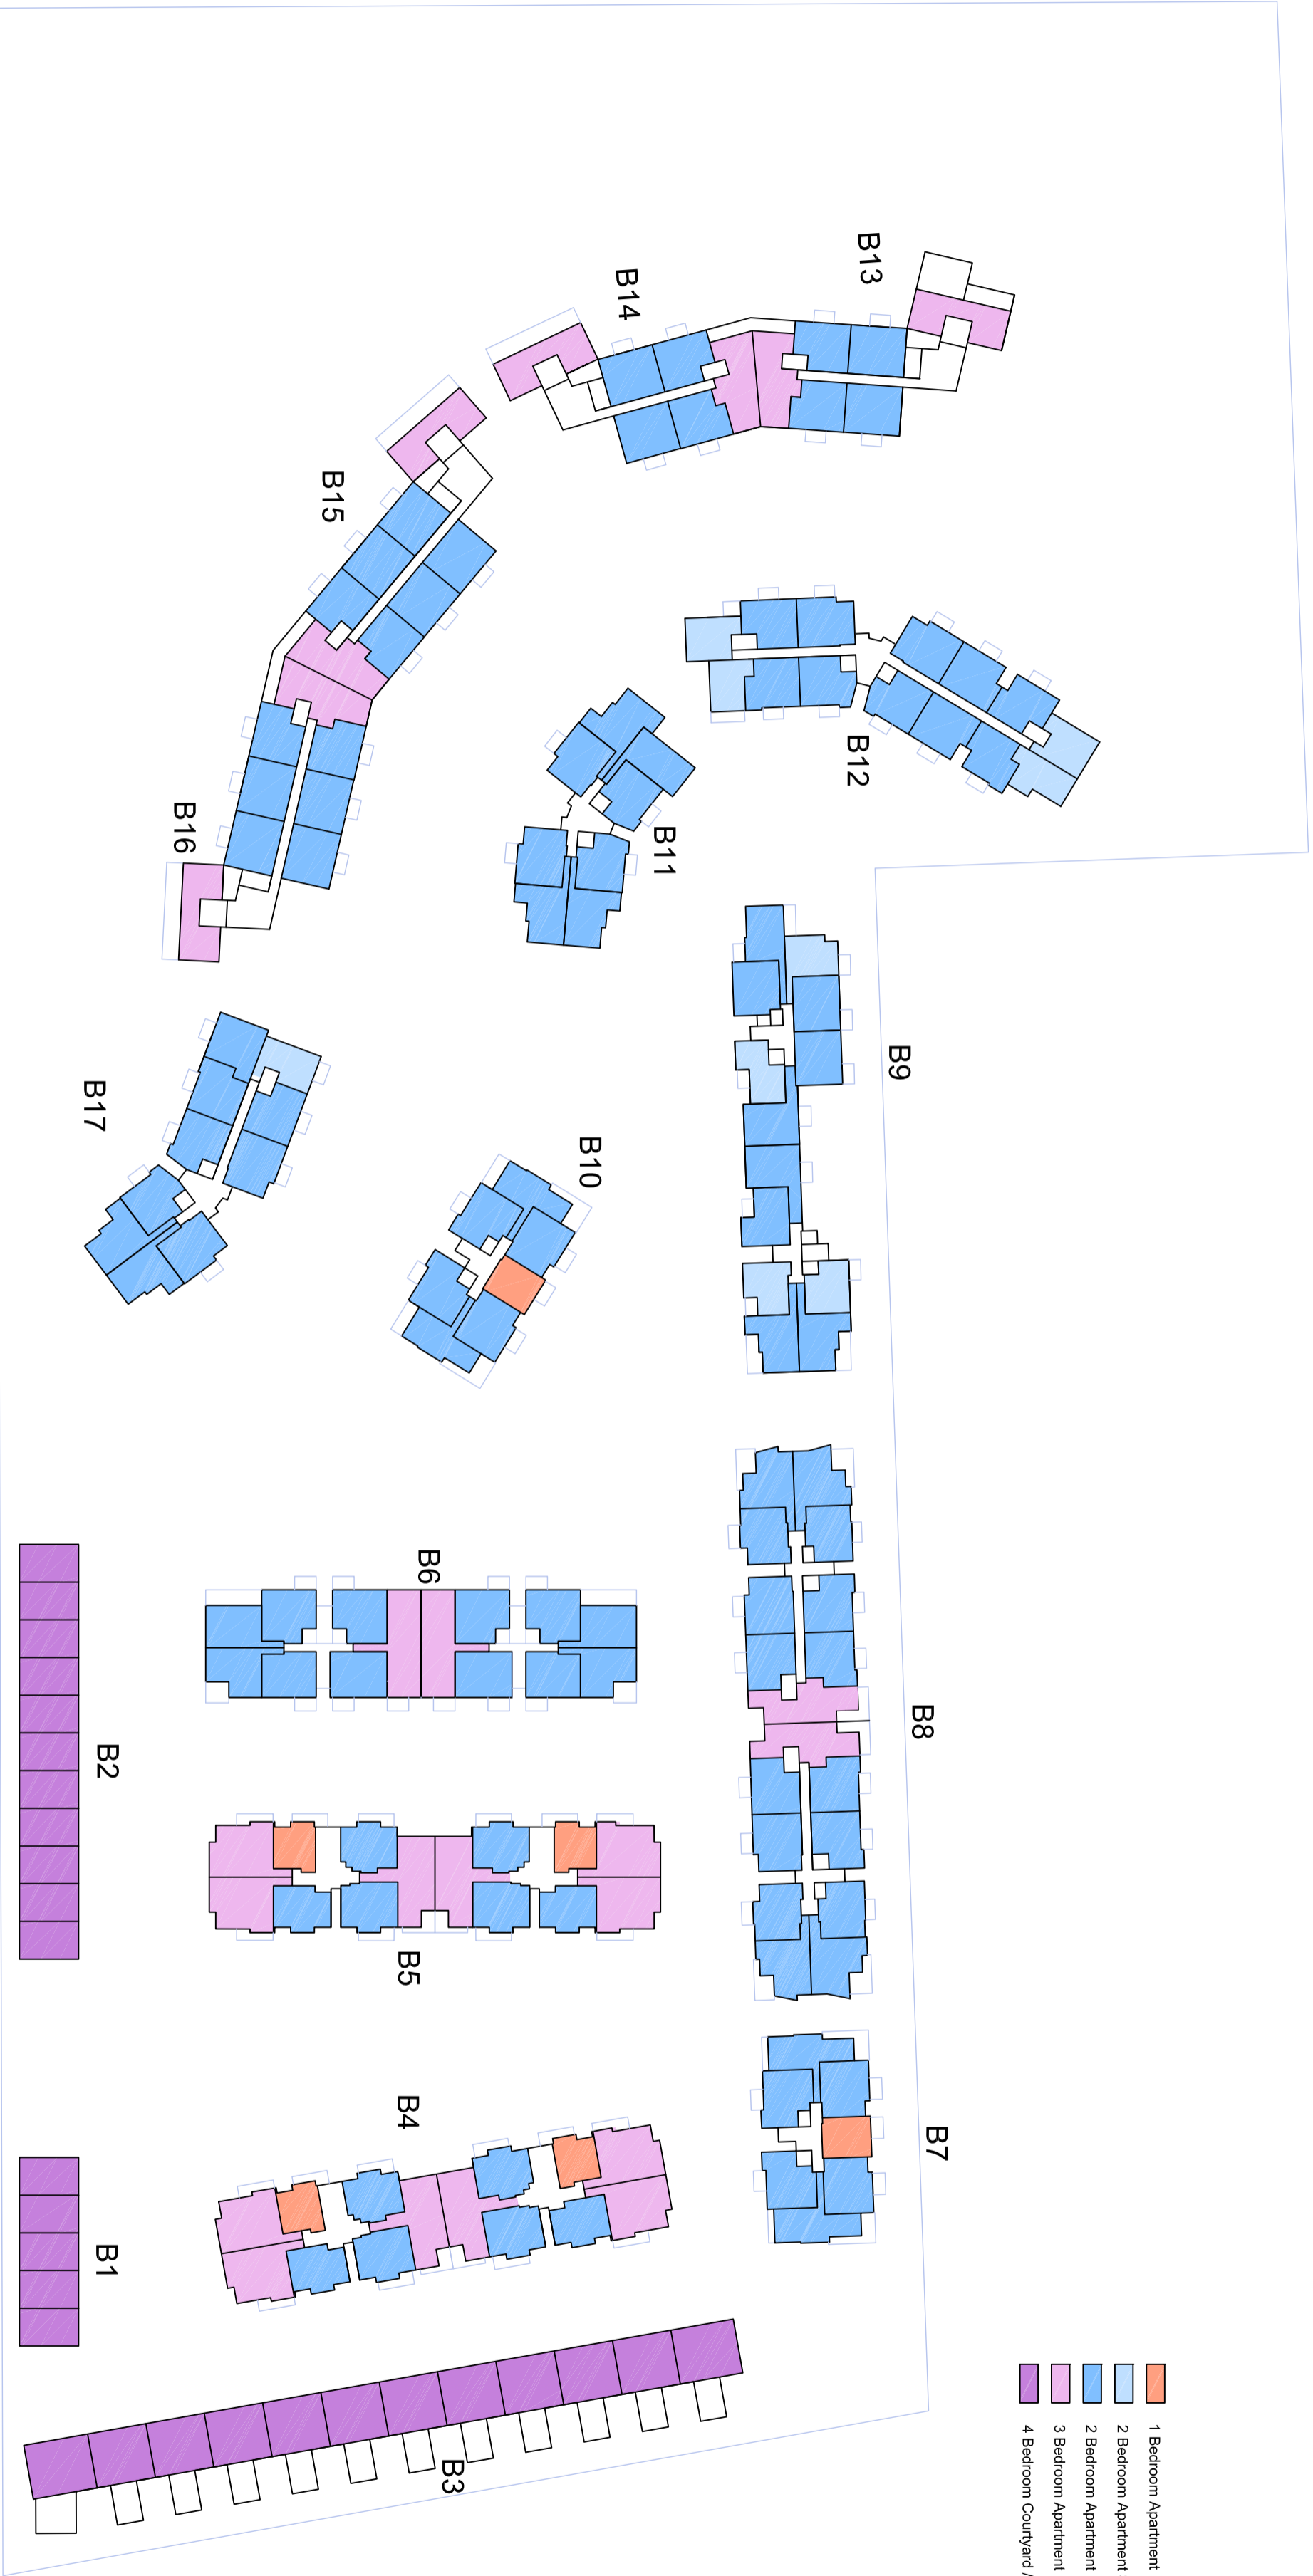 B13
B14
B15
B12
B16
B11
B9
B17
B10
B6
B8
B2
B5
B4
B7
B1
B3
1 Bedroom Apartment
2 Bedroom Apartment
2 Bedroom Apartment
3 Bedroom Apartment
4 Bedroom Courtyard /